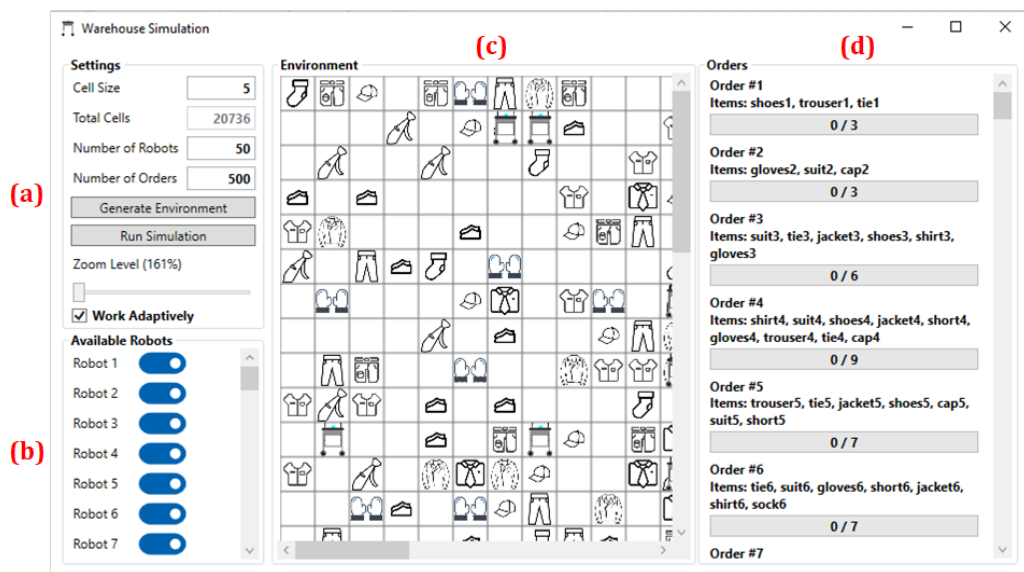 Warehouse Simulation
(a)
Settings
Cell Size 5
Total Cells 20736
Number of Robots 50
Number of Orders 500
Generate Environment
Run Simulation
Zoom Level (161%)
Work Adaptively
(b)
Available Robots
Robot 1
Robot 2
Robot 3
Robot 4
Robot 5
Robot 6
Robot 7
(c)
Environment
(d)
Orders
Order #1
Items: shoes1, trouser1, tie1
0 / 3
Order #2
Items: gloves2, suit2, cap2
0 / 3
Order #3
Items: suit3, tie3, jacket3, shoes3, shirt3,
gloves3
0 / 6
Order #4
Items: shirt4, suit4, shoes4, jacket4, short4,
gloves4, trouser4, tie4, cap4
0 / 9
Order #5
Items: trouser5, tie5, jacket5, shoes5, cap5,
suit5, short5
0 / 7
Order #6
Items: tie6, suit6, gloves6, short6, jacket6,
shirt6, sock6
0 / 7
Order #7